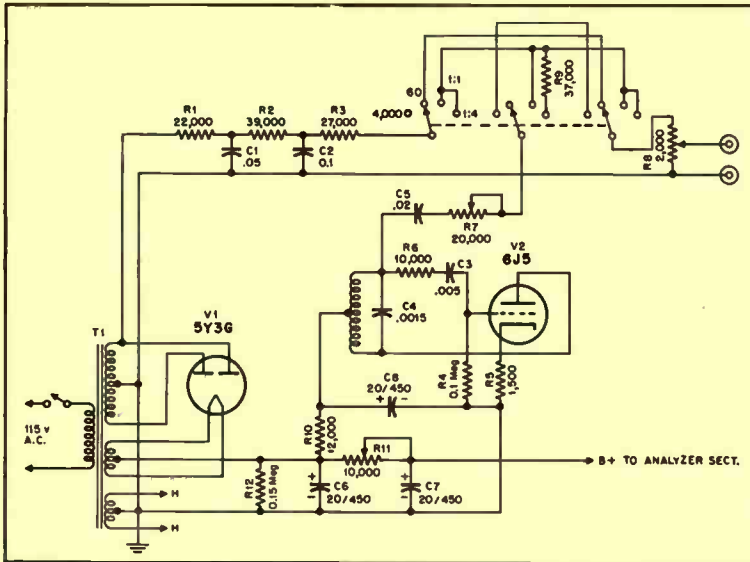 R1
22,000
R2
39,000
R3
27,000
C1
.05
C2
0.1
60
4,000
1:1
1:4
R9
37,000
R8
2,000
C5
.02
R7
20,000
R6
10,000
C3
.005
C4
.0015
V2
6J5
R4
0.1 Meg
R5
1,500
C8
20/450
+ -
T1
V1
5Y3G
115 v
A.C.
R10
12,000
R11
10,000
R12
0.15 Meg
C6
20/450
C7
20/450
B+ TO ANALYZER SECT.
H
H